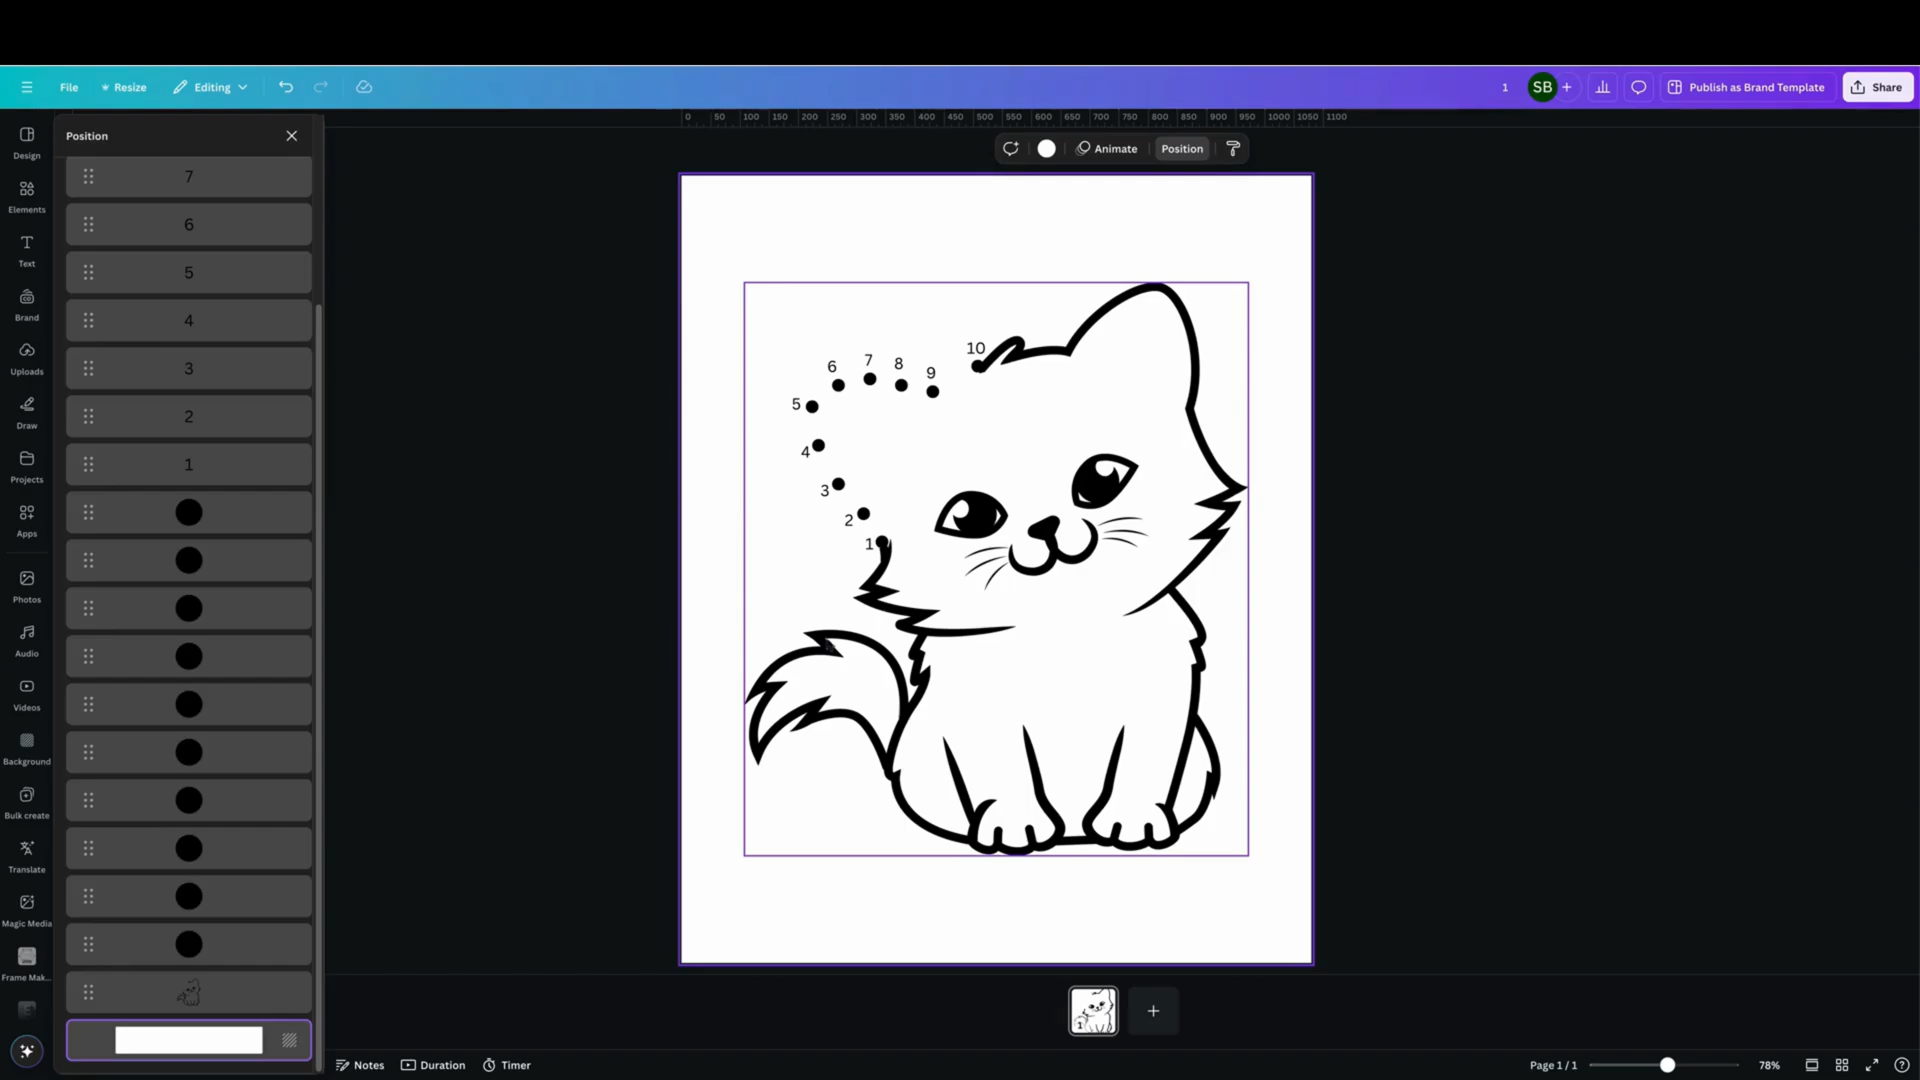 File
Resize
Editing
1
SB
+
Publish as Brand Template
Share
0 50 100 150 200 250 300 350 400 450 500 550 600 650 700 750 800 850 900 950 1000 1050 1100
Position
Animate
Position
Design
Elements
Text
Brand
Uploads
Draw
Projects
Apps
Photos
Audio
Videos
Background
Bulk create
Translate
Magic Media
Frame Mak...
7
6
5
4
3
2
1
10
7
6
8
9
5
4
3
2
1
1
+
Notes
Duration
Timer
Page 1 / 1
78%